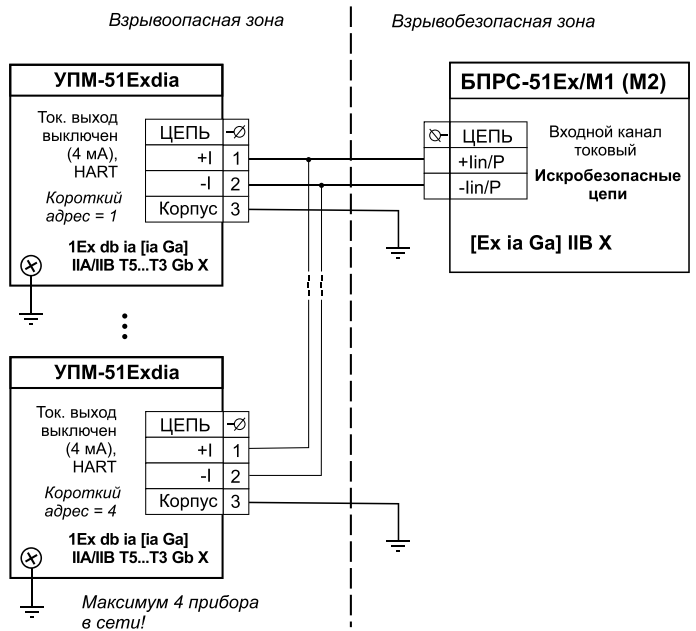 Взрывоопасная зона
Взрывобезопасная зона
УПМ-51Exdia
Ток. выход
выключен
(4 мА),
HART
Короткий
адрес = 1
ЦЕПЬ
+I 1
-I 2
Корпус 3
1Ex db ia [ia Ga]
IIA/IIB T5...T3 Gb X
БПРС-51Ex/М1 (М2)
ЦЕПЬ
+Iin/P
-Iin/P
Входной канал
токовый
Искробезопасные
цепи
[Ex ia Ga] IIB X
УПМ-51Exdia
Ток. выход
выключен
(4 мА),
HART
Короткий
адрес = 4
ЦЕПЬ
+I 1
-I 2
Корпус 3
1Ex db ia [ia Ga]
IIA/IIB T5...T3 Gb X
Максимум 4 прибора
в сети!